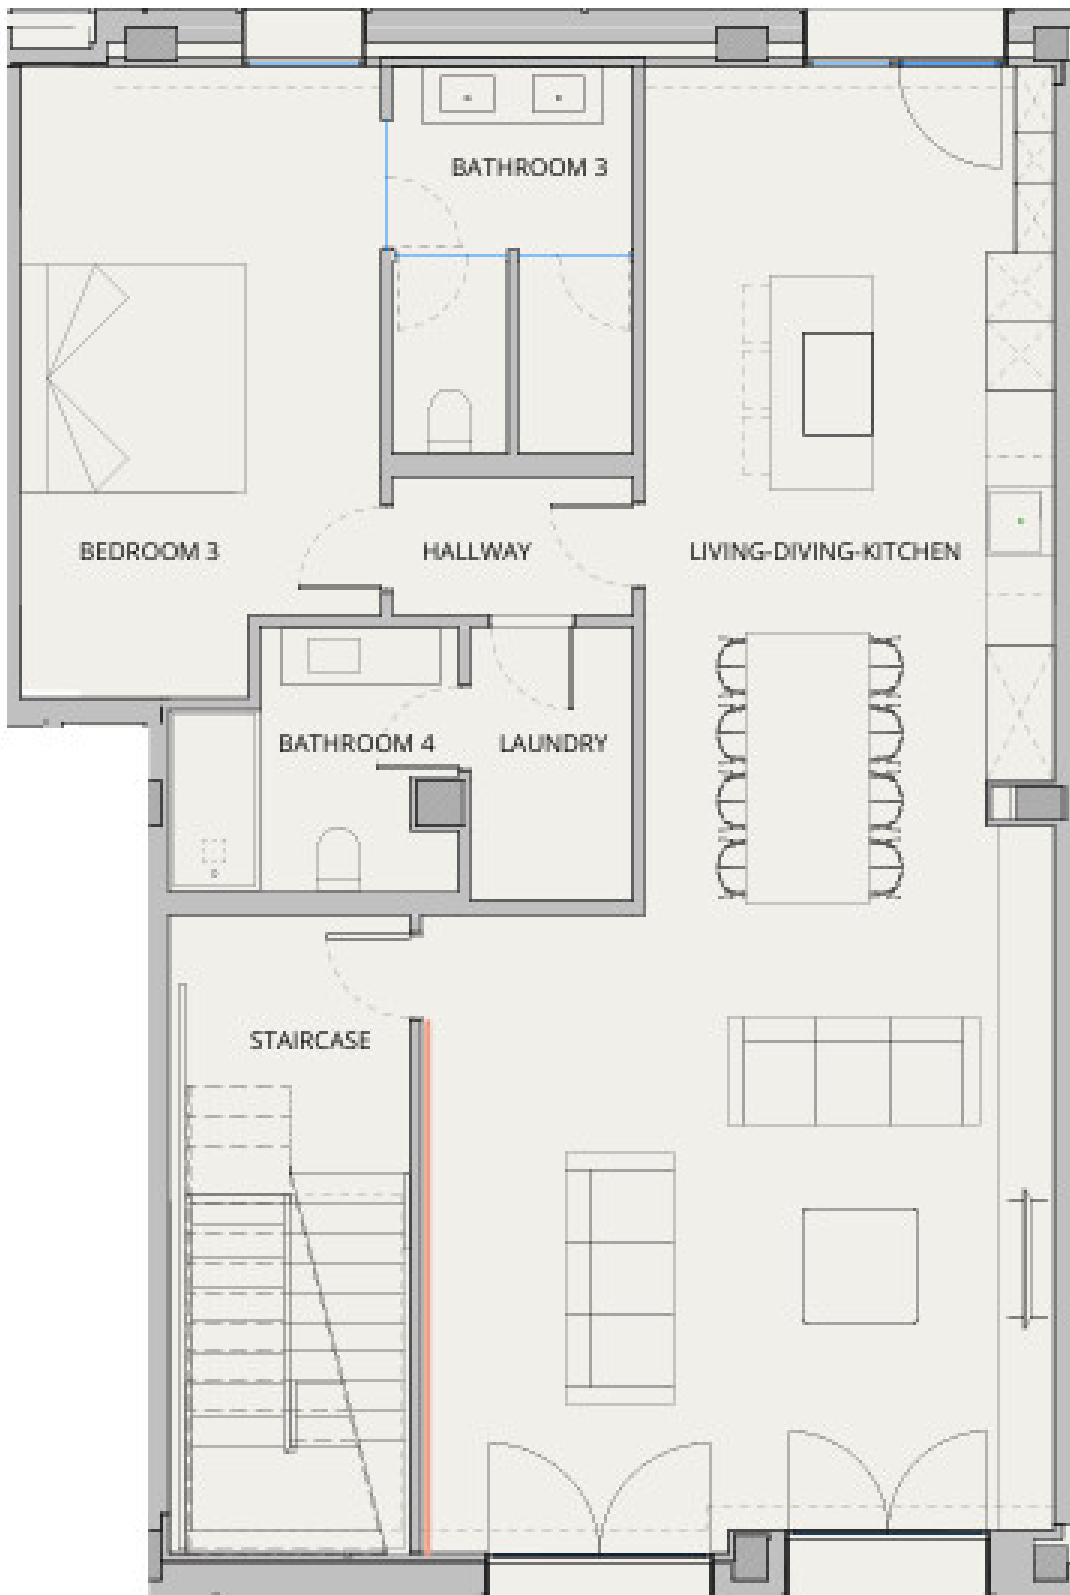 BATHROOM 3
BEDROOM 3
HALLWAY
LIVING-DIVING-KITCHEN
BATHROOM 4
LAUNDRY
STAIRCASE